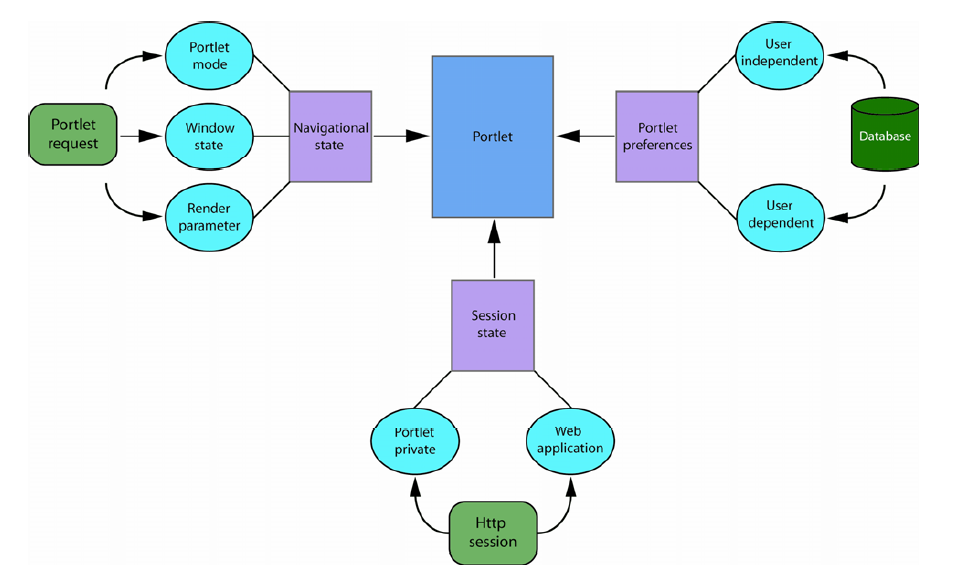 Portlet
mode
Portlet
request
Window
state
Render
parameter
Navigational
state
Portlet
Portlet
preferences
User
independent
Database
User
dependent
Session
state
Portlet
private
Web
application
Http
session